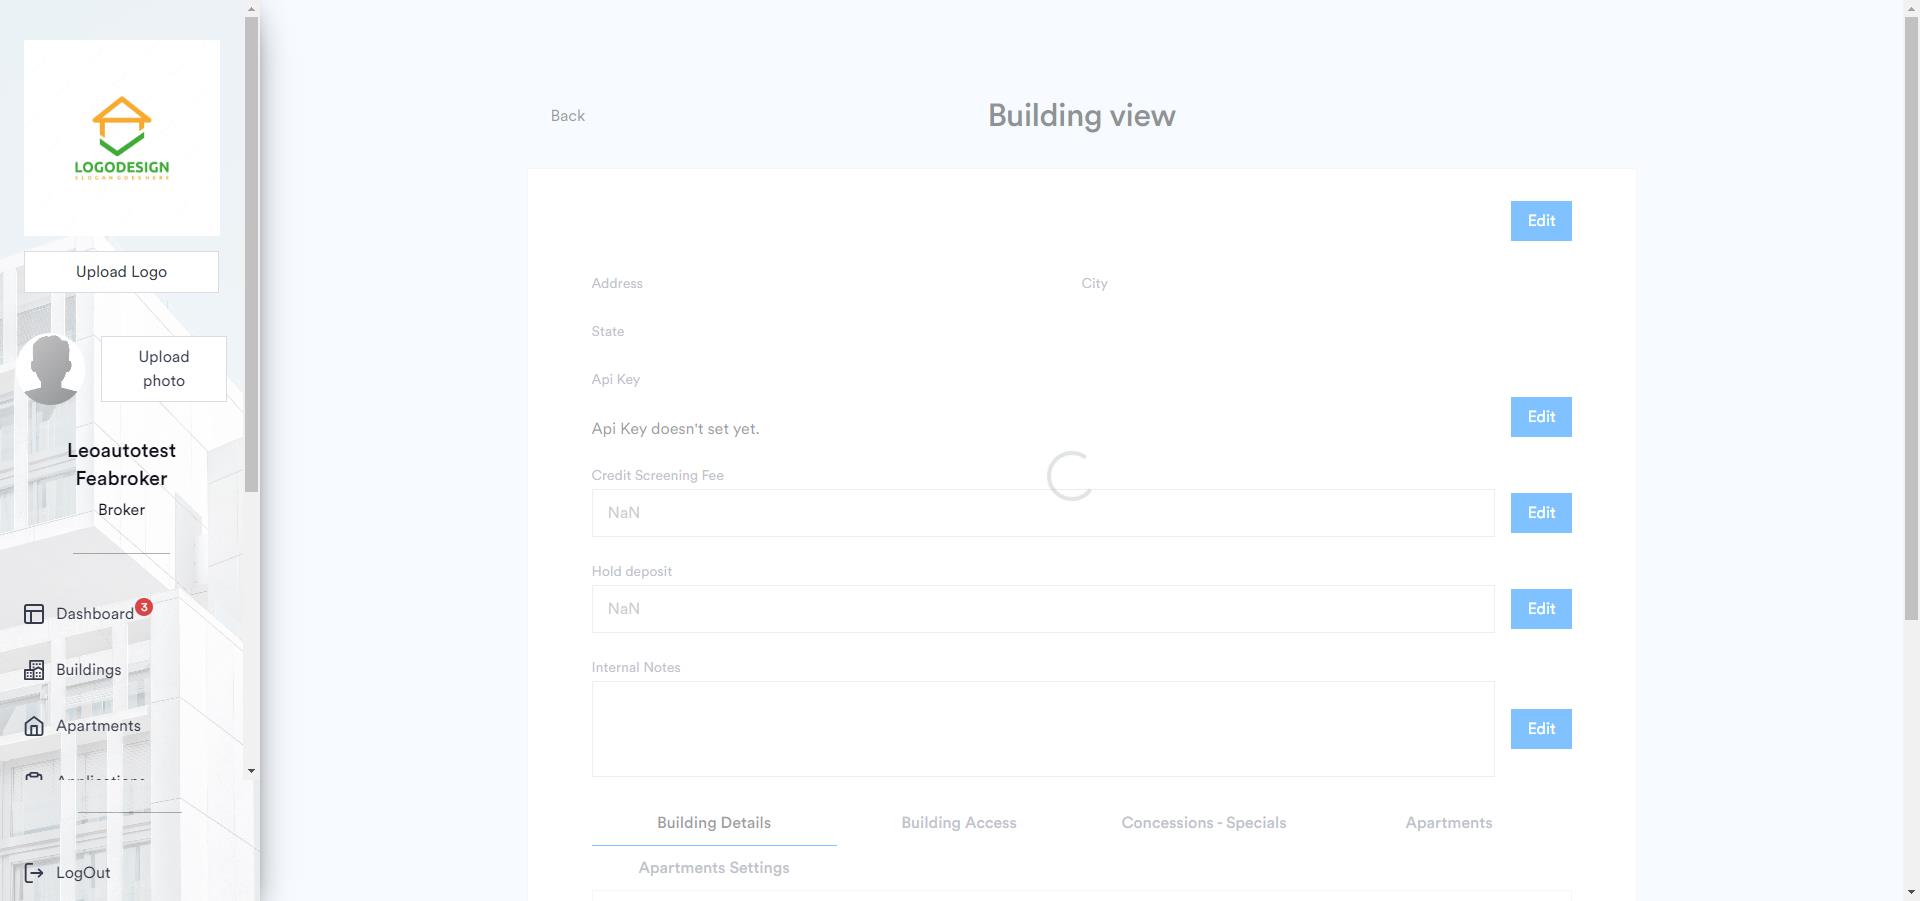 LOGODESIGN
SLOGANGOESHERE
Upload Logo
Upload
photo
Leoautotest
Feabroker
Broker
Dashboard 3
Buildings
Apartments
Applications
LogOut
Back
Building view
Edit
Address
City
State
Api Key
Api Key doesn't set yet.
Edit
Credit Screening Fee
NaN
Edit
Hold deposit
NaN
Edit
Internal Notes
Edit
Building Details
Building Access
Concessions - Specials
Apartments
Apartments Settings